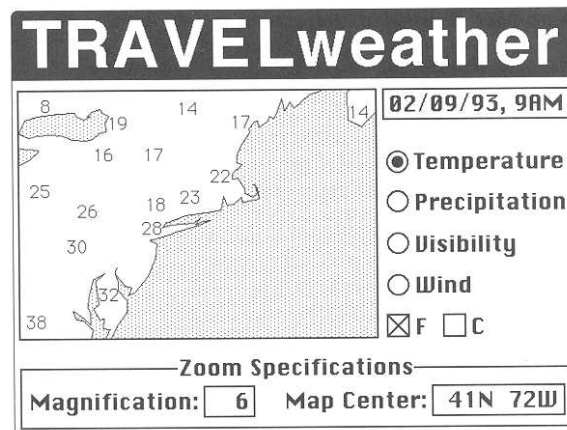 TRAVELweather
02/09/93, 9AM
8
19
14
17
14
16
17
25
22
26
18
23
28
30
32
38
Temperature
Precipitation
Visibility
Wind
F
C
Zoom Specifications
Magnification: 6
Map Center: 41N 72W